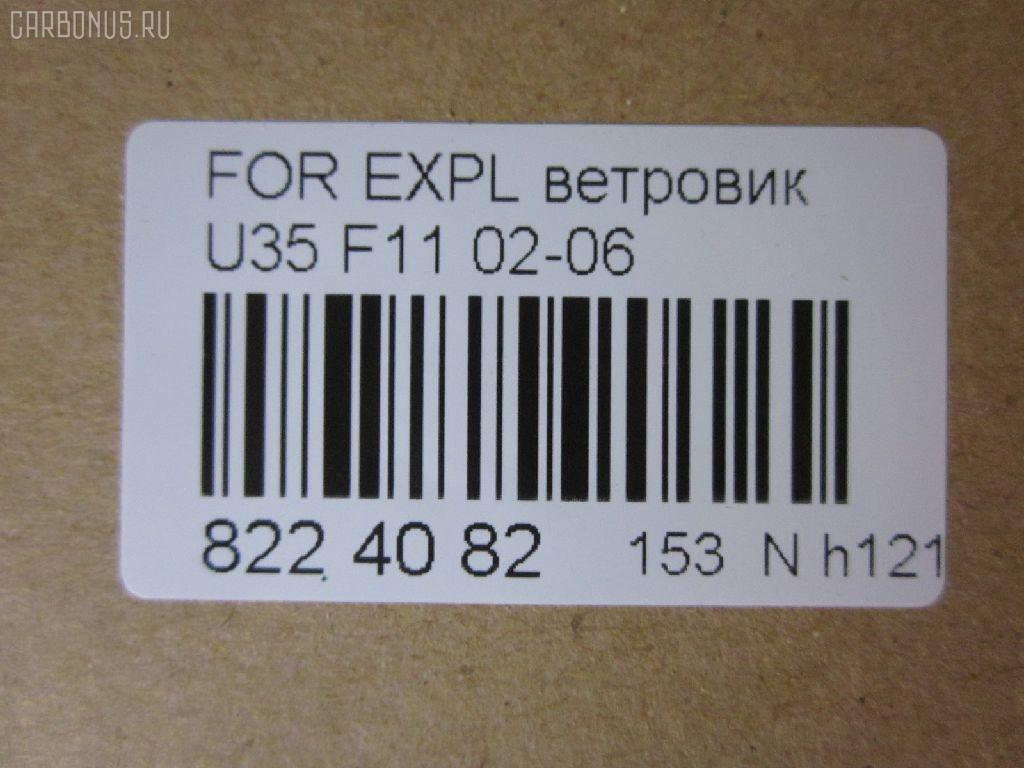 CARBONUS.RU
FOR EXPL ветровик
U35 F11 02-06
822 40 82 153 N h121